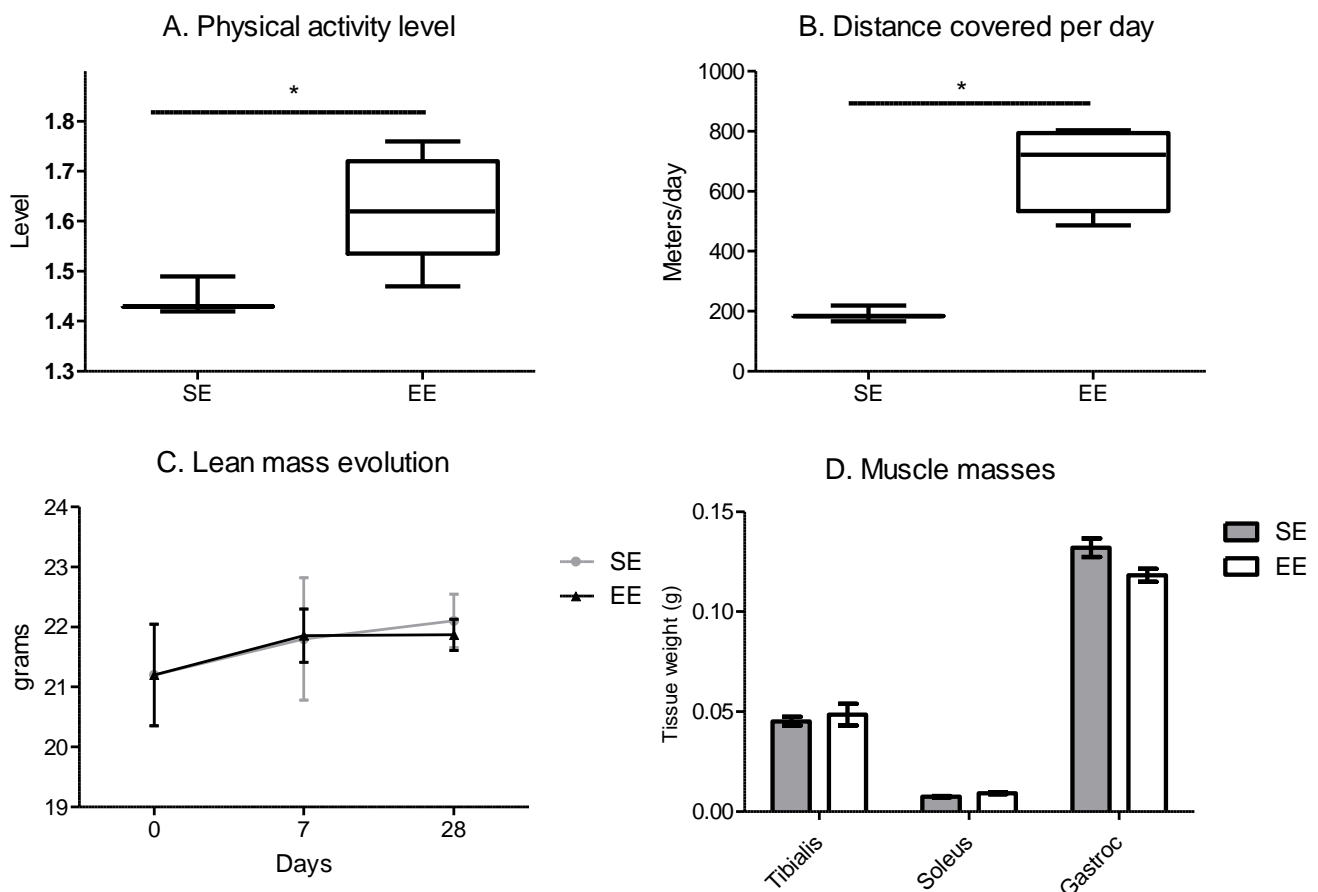 A. Physical activity level
*
1.8
1.7
1.6
1.5
1.4
1.3
Level
SE EE
B. Distance covered per day
*
1000
800
600
400
200
0
Meters/day
SE EE
C. Lean mass evolution
24
23
22
21
20
19
grams
0 7 28
Days
SE
EE
D. Muscle masses
0.15
0.10
0.05
0.00
Tissue weight (g)
Tibialis Soleus Gastroc
SE
EE